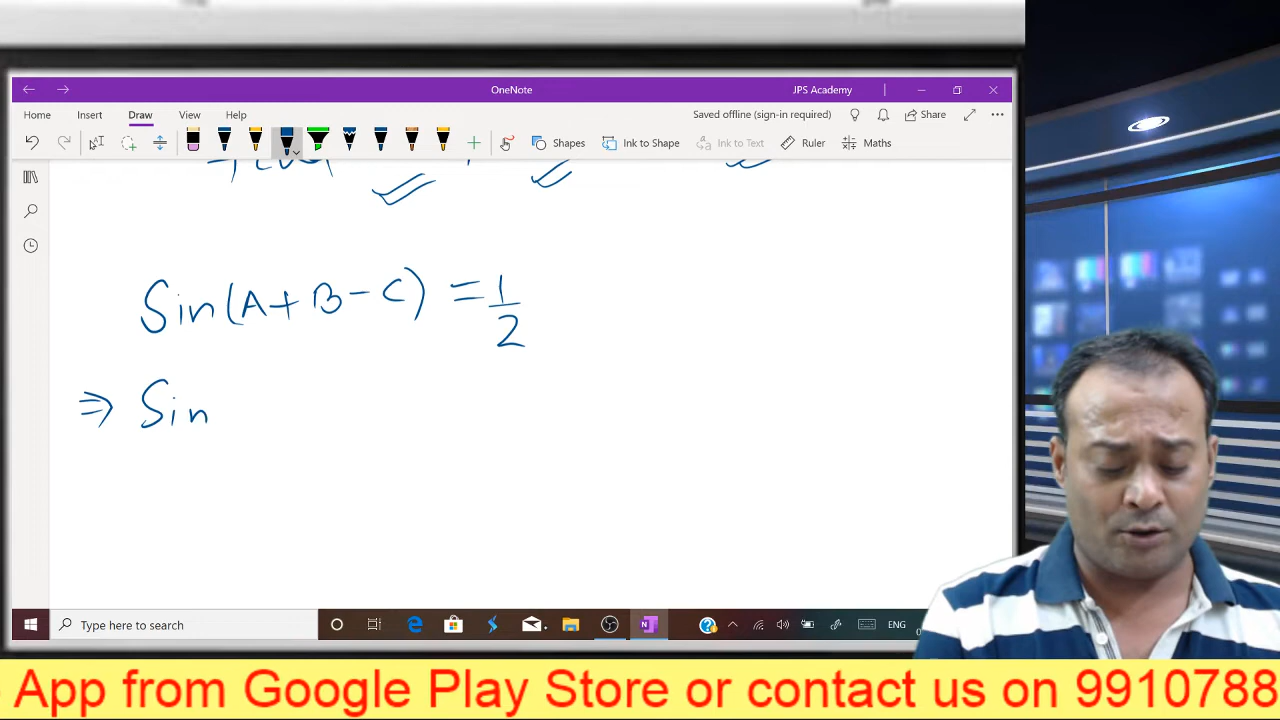 OneNote
JPS Academy
Home Insert Draw View Help
Saved offline (sign-in required)
Share
Shapes
Ink to Shape
Ink to Text
Ruler
Maths
Sin(A+B-C) = 1/2
⇒ Sin
Type here to search
ENG
App from Google Play Store or contact us on 9910788